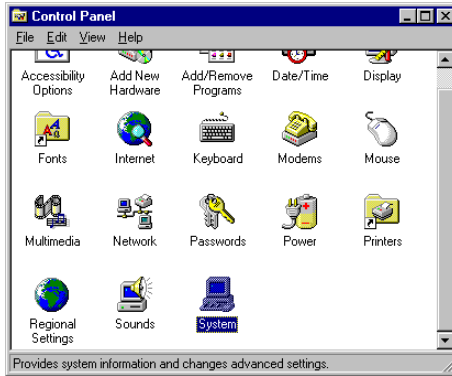 Control Panel
File Edit View Help
Accessibility Options
Add New Hardware
Add/Remove Programs
Date/Time
Display
Fonts
Internet
Keyboard
Modems
Mouse
Multimedia
Network
Passwords
Power
Printers
Regional Settings
Sounds
System
Provides system information and changes advanced settings.